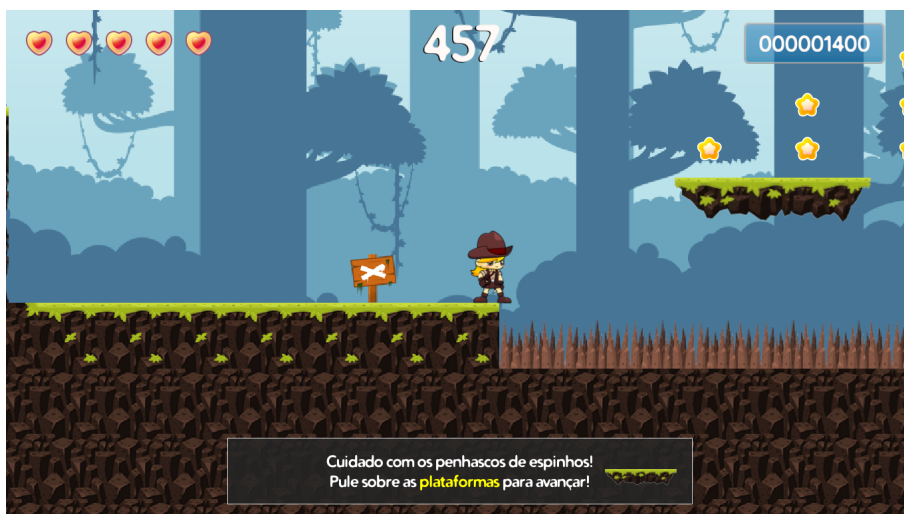 457
000001400
Cuidado com os penhascos de espinhos!
Pule sobre as plataformas para avançar!